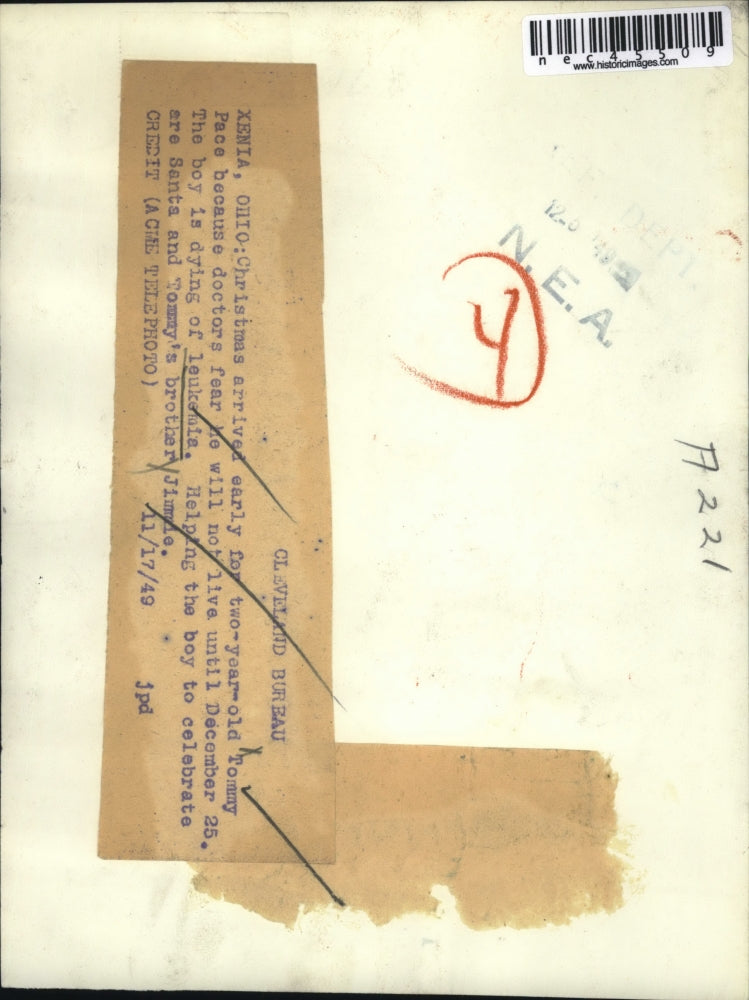 nec45509
www.historicimages.com
N.E.A.
4
A 221
CLEVELAND BUREAU
XENIA, OHIO:Christmas arrived early for two-year-old Tommy
Pace because doctors fear he will not live until December 25.
The boy is dying of leukemia. Helping the boy to celebrate
are Santa and Tommy's brother Jimmie.
CREDIT (ACME TELEPHOTO) 11/17/49 jpd